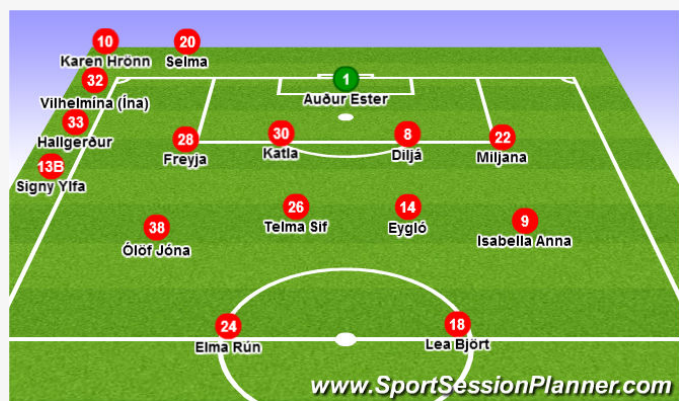 10
Karen Hrönn
20
Selma
1
Auður Ester
32
Vilhelmína (Ína)
33
Hallgerður
13B
Signy Ylfa
28
Freyja
30
Katla
8
Diljá
22
Miljana
38
Ólöf Jóna
26
Telma Sif
14
Eygló
9
Isabella Anna
24
Elma Rún
18
Lea Björt
www.SportSessionPlanner.com